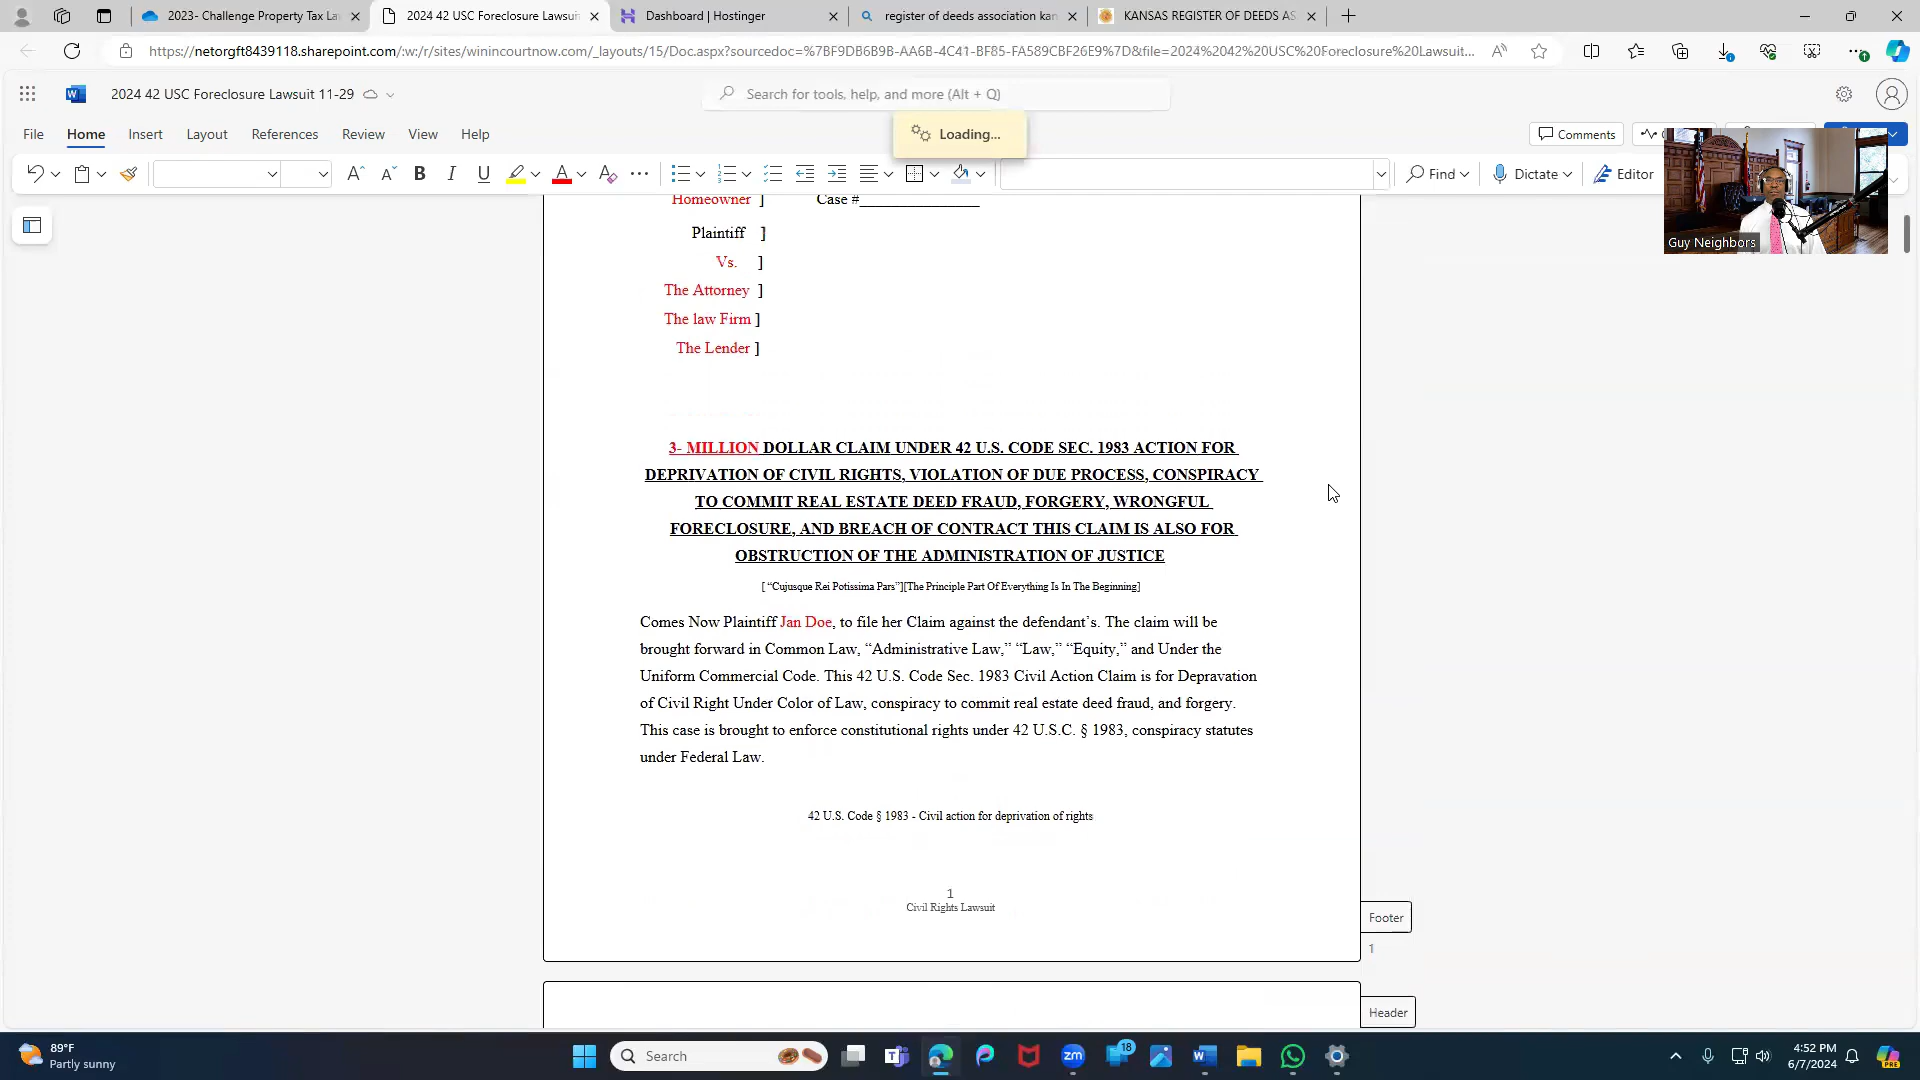 2023- Challenge Property Tax La
2024 42 USC Foreclosure Lawsuit
Dashboard | Hostinger
register of deeds association kan
KANSAS REGISTER OF DEEDS AS
https://netorgft8439118.sharepoint.com/:w:/r/sites/winincourtnow.com/_layouts/15/Doc.aspx?sourcedoc=%7BF9DB6B9B-AA6B-4C41-BF85-FA589CBF26E9%7D&file=2024%2042%20USC%20Foreclosure%20Lawsuit...
2024 42 USC Foreclosure Lawsuit 11-29
Search for tools, help, and more (Alt + Q)
Loading...
File Home Insert Layout References Review View Help
Comments
Find Dictate Editor
Guy Neighbors
Homeowner ] Case #
Plaintiff ]
Vs. ]
The Attorney ]
The law Firm ]
The Lender ]
3- MILLION DOLLAR CLAIM UNDER 42 U.S. CODE SEC. 1983 ACTION FOR
DEPRIVATION OF CIVIL RIGHTS, VIOLATION OF DUE PROCESS, CONSPIRACY
TO COMMIT REAL ESTATE DEED FRAUD, FORGERY, WRONGFUL
FORECLOSURE, AND BREACH OF CONTRACT THIS CLAIM IS ALSO FOR
OBSTRUCTION OF THE ADMINISTRATION OF JUSTICE
[ “Cujusque Rei Potissima Pars”][The Principle Part Of Everything Is In The Beginning]
Comes Now Plaintiff Jan Doe, to file her Claim against the defendant’s. The claim will be
brought forward in Common Law, “Administrative Law,” “Law,” “Equity,” and Under the
Uniform Commercial Code. This 42 U.S. Code Sec. 1983 Civil Action Claim is for Depravation
of Civil Right Under Color of Law, conspiracy to commit real estate deed fraud, and forgery.
This case is brought to enforce constitutional rights under 42 U.S.C. § 1983, conspiracy statutes
under Federal Law.
42 U.S. Code § 1983 - Civil action for deprivation of rights
1
Civil Rights Lawsuit
Footer
1
Header
89°F
Partly sunny
Search
18
4:52 PM
6/7/2024